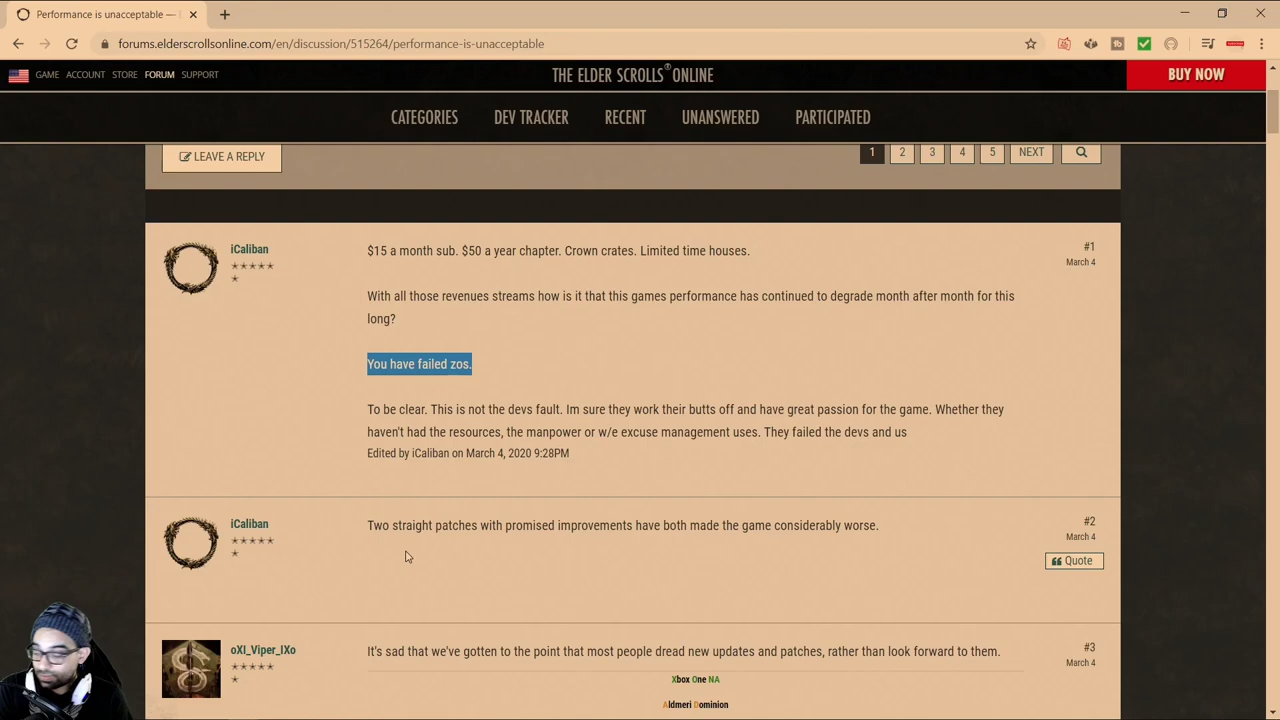 Performance is unacceptable —
forums.elderscrollsonline.com/en/discussion/515264/performance-is-unacceptable
GAME ACCOUNT STORE FORUM SUPPORT
THE ELDER SCROLLS® ONLINE
BUY NOW
CATEGORIES DEV TRACKER RECENT UNANSWERED PARTICIPATED
LEAVE A REPLY
1 2 3 4 5 NEXT
iCaliban
#1
March 4
$15 a month sub. $50 a year chapter. Crown crates. Limited time houses.
With all those revenues streams how is it that this games performance has continued to degrade month after month for this
long?
You have failed zos.
To be clear. This is not the devs fault. Im sure they work their butts off and have great passion for the game. Whether they
haven't had the resources, the manpower or w/e excuse management uses. They failed the devs and us
Edited by iCaliban on March 4, 2020 9:28PM
iCaliban
#2
March 4
Two straight patches with promised improvements have both made the game considerably worse.
Quote
oXI_Viper_IXo
#3
March 4
It's sad that we've gotten to the point that most people dread new updates and patches, rather than look forward to them.
Xbox One NA
Aldmeri Dominion